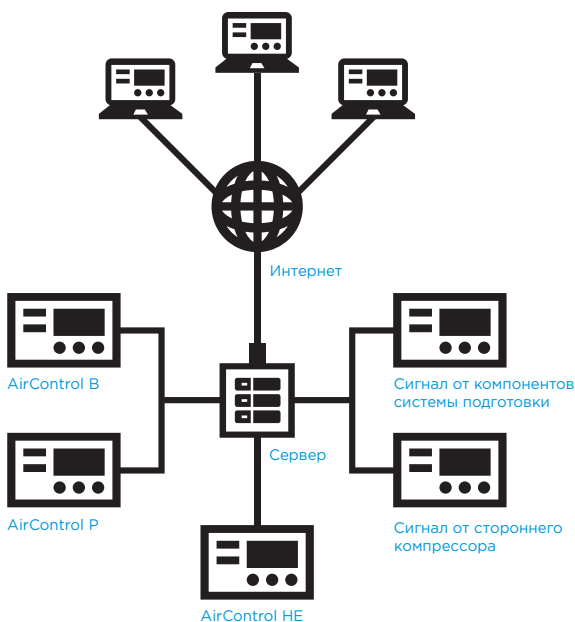 Интернет
AirControl B
Сигнал от компонентов
системы подготовки
Сервер
AirControl P
Сигнал от стороннего
компрессора
AirControl HE